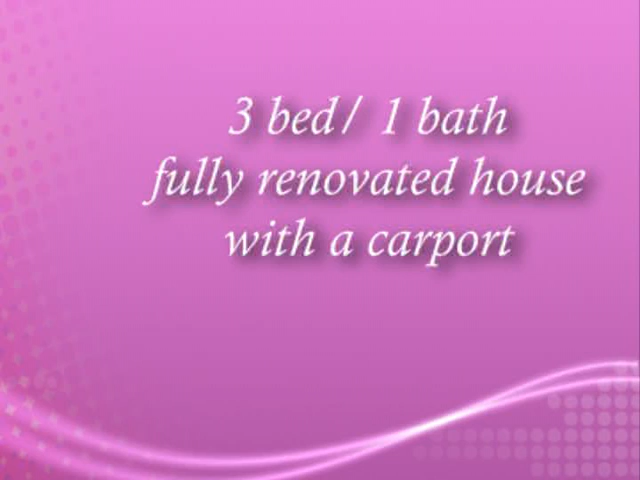 3 bed/ 1 bath
fully renovated house
with a carport